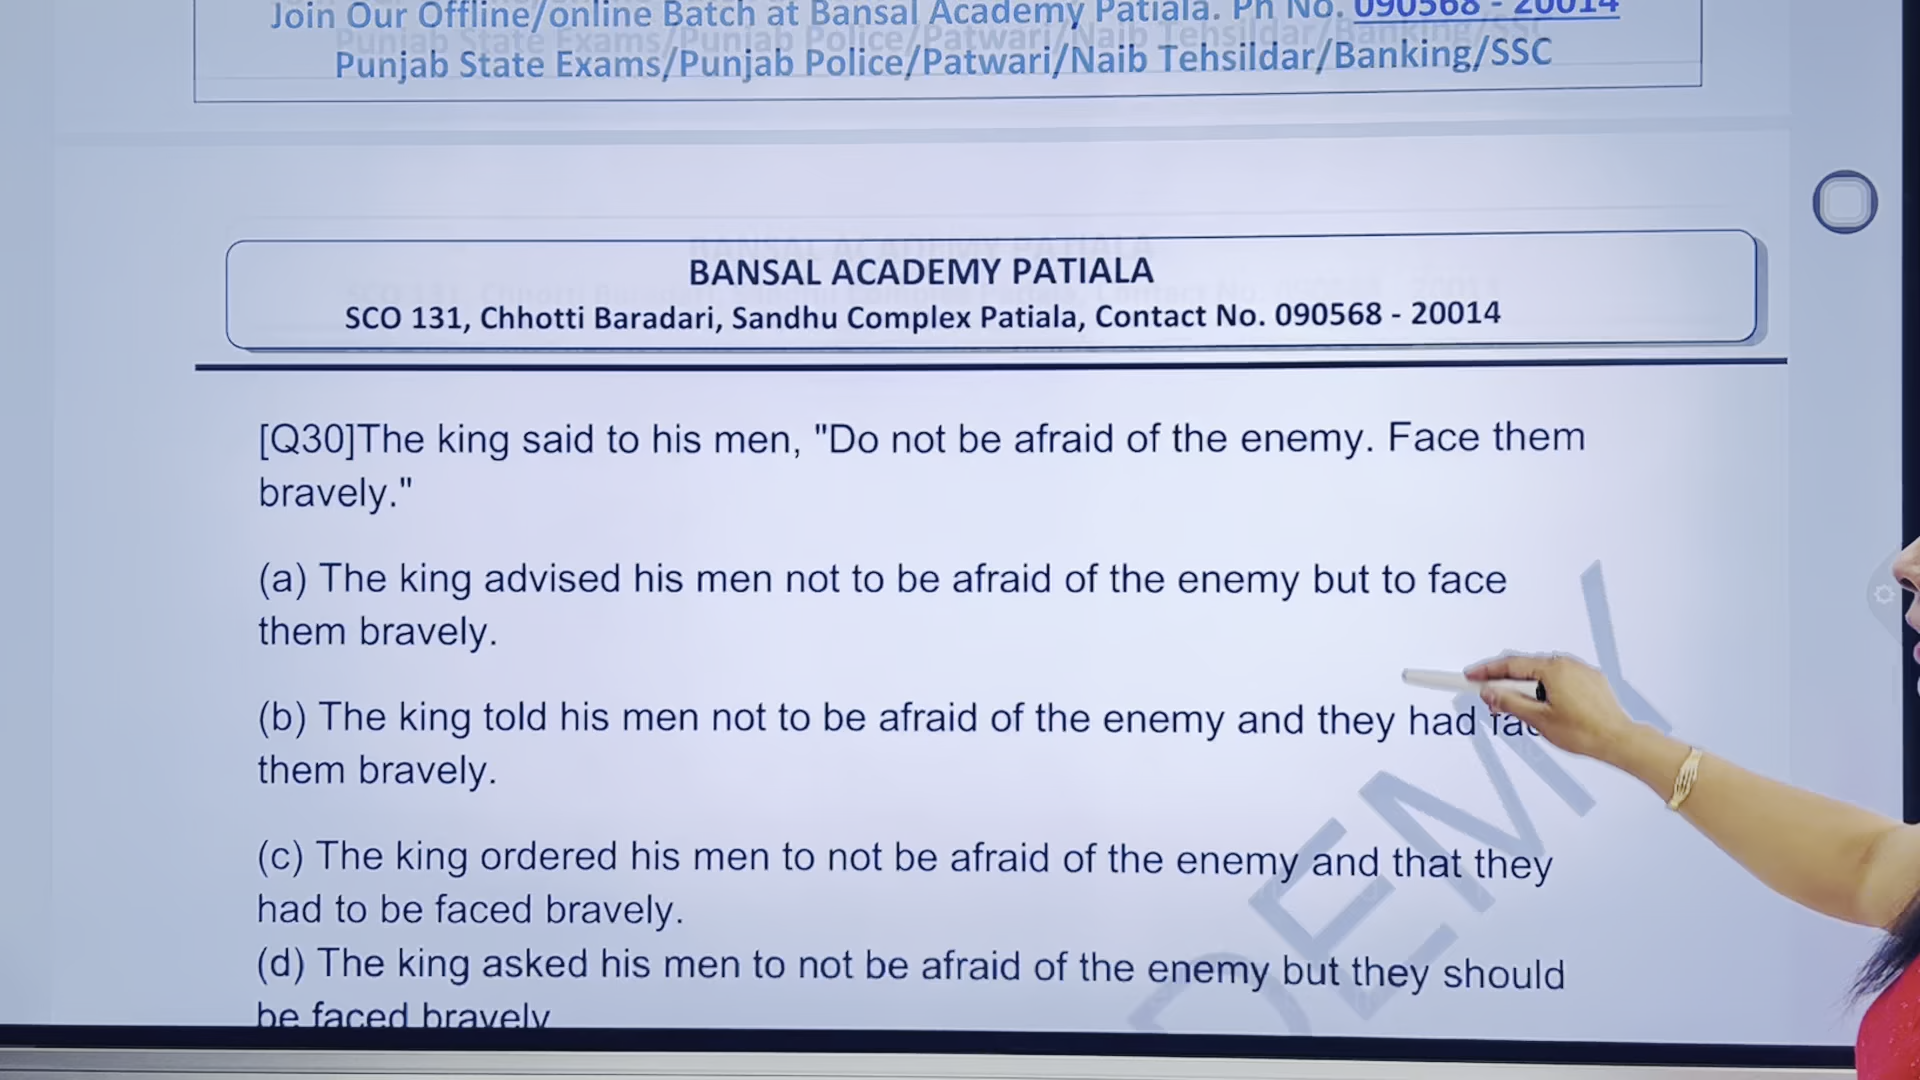 Join Our Offline/online Batch at Bansal Academy Patiala. Ph No. 090568 - 20014
Punjab State Exams/Punjab Police/Patwari/Naib Tehsildar/Banking/SSC
BANSAL ACADEMY PATIALA
SCO 131, Chhotti Baradari, Sandhu Complex Patiala, Contact No. 090568 - 20014
[Q30]The king said to his men, "Do not be afraid of the enemy. Face them
bravely."
(a) The king advised his men not to be afraid of the enemy but to face
them bravely.
(b) The king told his men not to be afraid of the enemy and they had
them bravely.
(c) The king ordered his men to not be afraid of the enemy and that they
had to be faced bravely.
(d) The king asked his men to not be afraid of the enemy but they should
be faced bravely